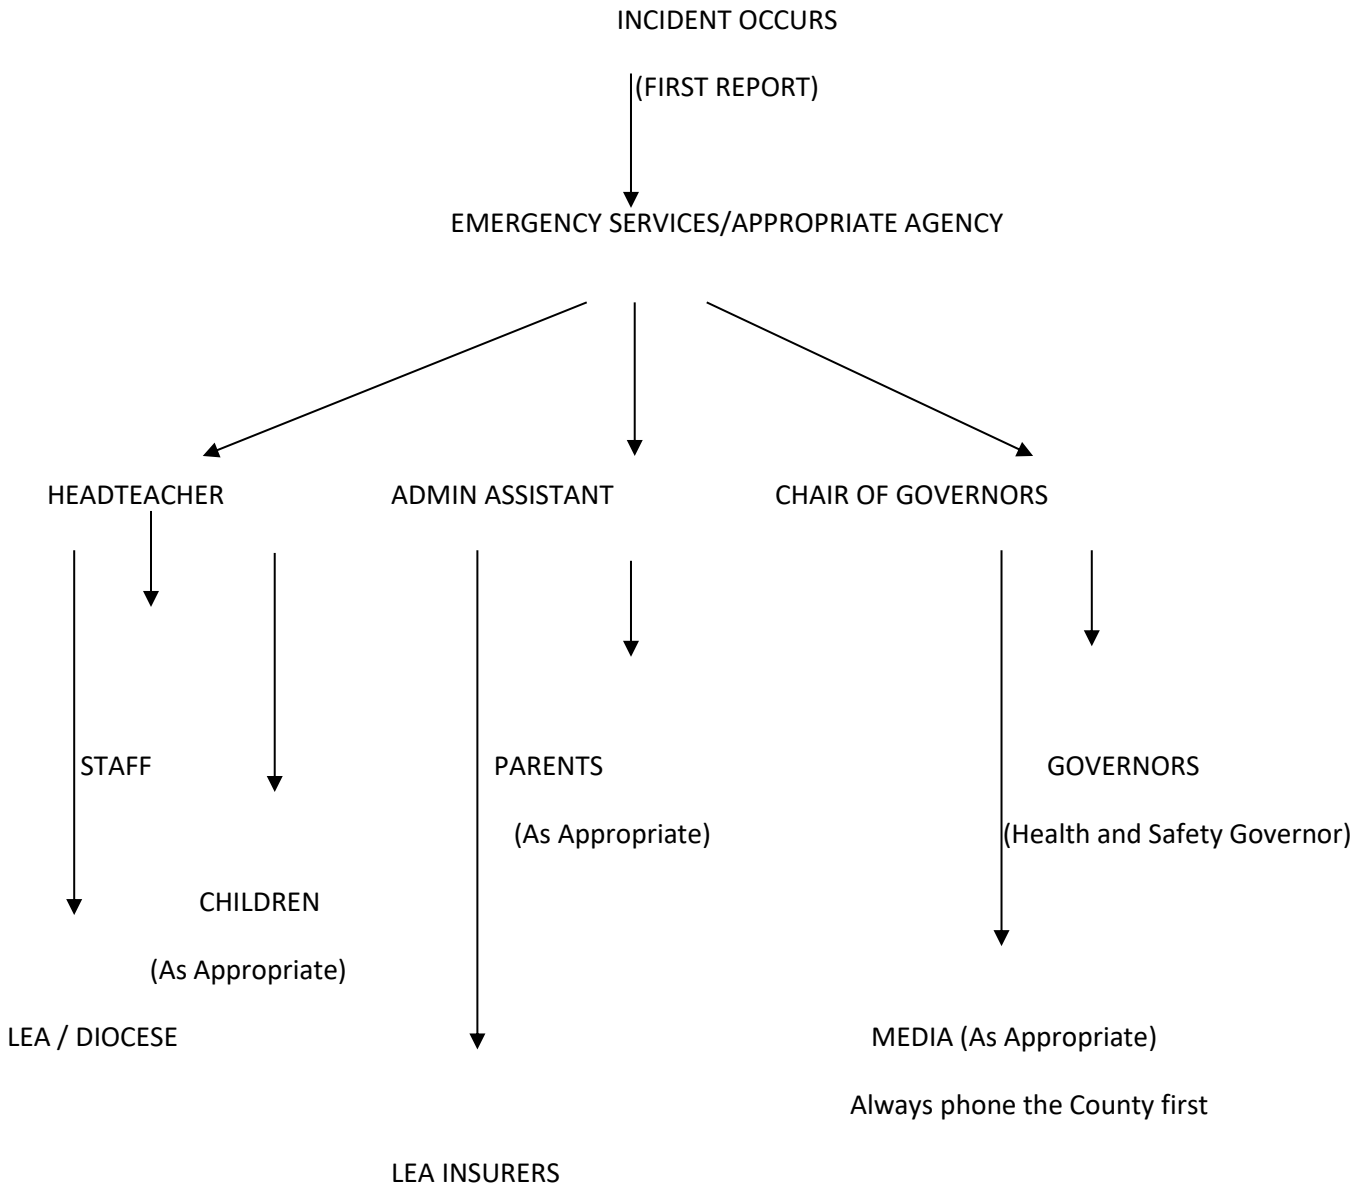 INCIDENT OCCURS
(FIRST REPORT)
EMERGENCY SERVICES/APPROPRIATE AGENCY
HEADTEACHER ADMIN ASSISTANT CHAIR OF GOVERNORS
STAFF PARENTS GOVERNORS
(As Appropriate) (Health and Safety Governor)
CHILDREN
(As Appropriate)
LEA / DIOCESE MEDIA (As Appropriate)
Always phone the County first
LEA INSURERS